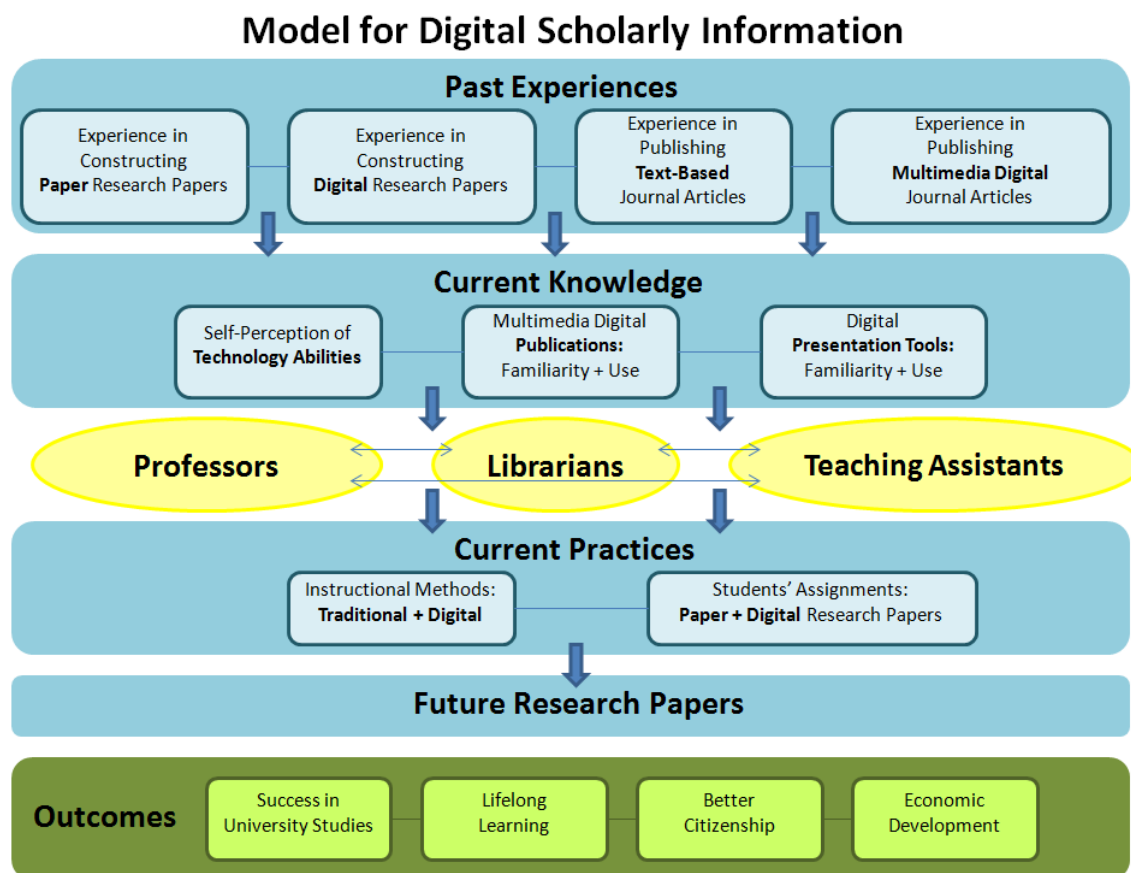 Model for Digital Scholarly Information
Past Experiences
Experience in
Constructing
Paper Research Papers
Experience in
Constructing
Digital Research Papers
Experience in
Publishing
Text-Based
Journal Articles
Experience in
Publishing
Multimedia Digital
Journal Articles
Current Knowledge
Self-Perception of
Technology Abilities
Multimedia Digital
Publications:
Familiarity + Use
Digital
Presentation Tools:
Familiarity + Use
Professors
Librarians
Teaching Assistants
Current Practices
Instructional Methods:
Traditional + Digital
Students’ Assignments:
Paper + Digital Research Papers
Future Research Papers
Outcomes
Success in
University Studies
Lifelong
Learning
Better
Citizenship
Economic
Development